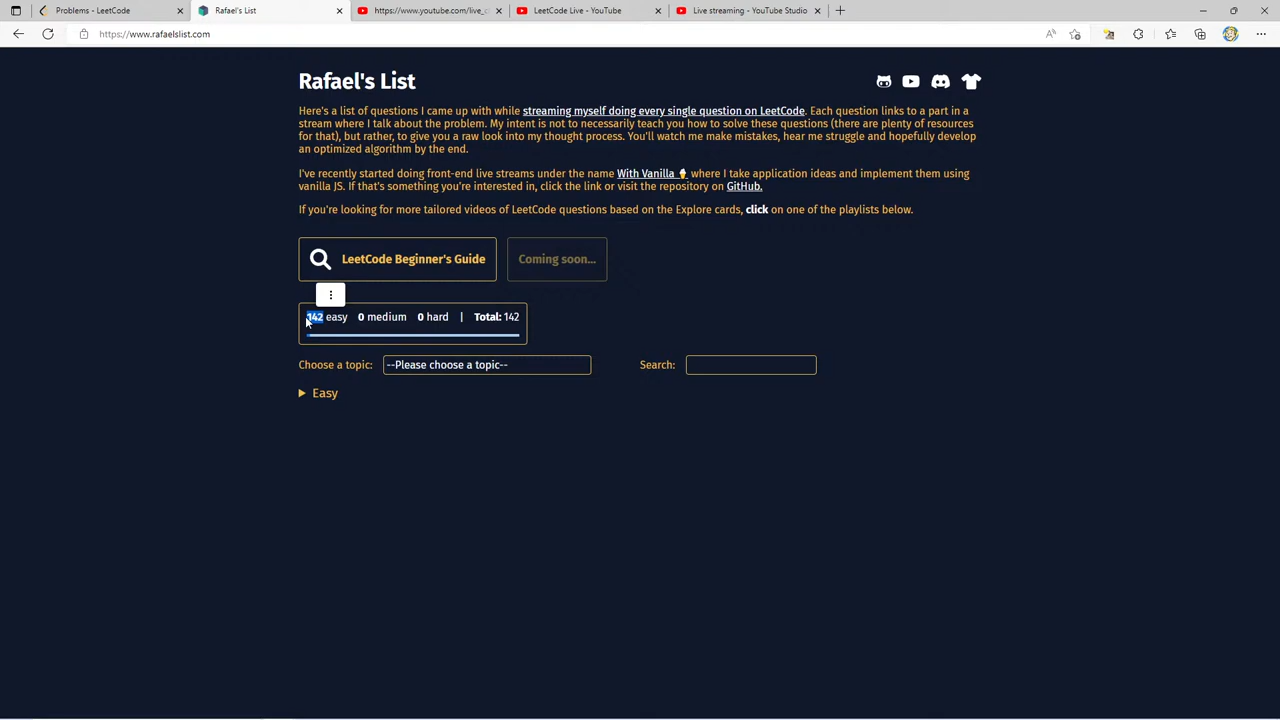 Problems - LeetCode
Rafael's List
https://www.youtube.com/live_c
LeetCode Live - YouTube
Live streaming - YouTube Studio
https://www.rafaelslist.com
Rafael's List
Here's a list of questions I came up with while streaming myself doing every single question on LeetCode. Each question links to a part in a
stream where I talk about the problem. My intent is not to necessarily teach you how to solve these questions (there are plenty of resources
for that), but rather, to give you a raw look into my thought process. You'll watch me make mistakes, hear me struggle and hopefully develop
an optimized algorithm by the end.
I've recently started doing front-end live streams under the name With Vanilla 🍦 where I take application ideas and implement them using
vanilla JS. If that's something you're interested in, click the link or visit the repository on GitHub.
If you're looking for more tailored videos of LeetCode questions based on the Explore cards, click on one of the playlists below.
LeetCode Beginner's Guide
Coming soon...
142 easy 0 medium 0 hard | Total: 142
Choose a topic: --Please choose a topic-- Search:
Easy